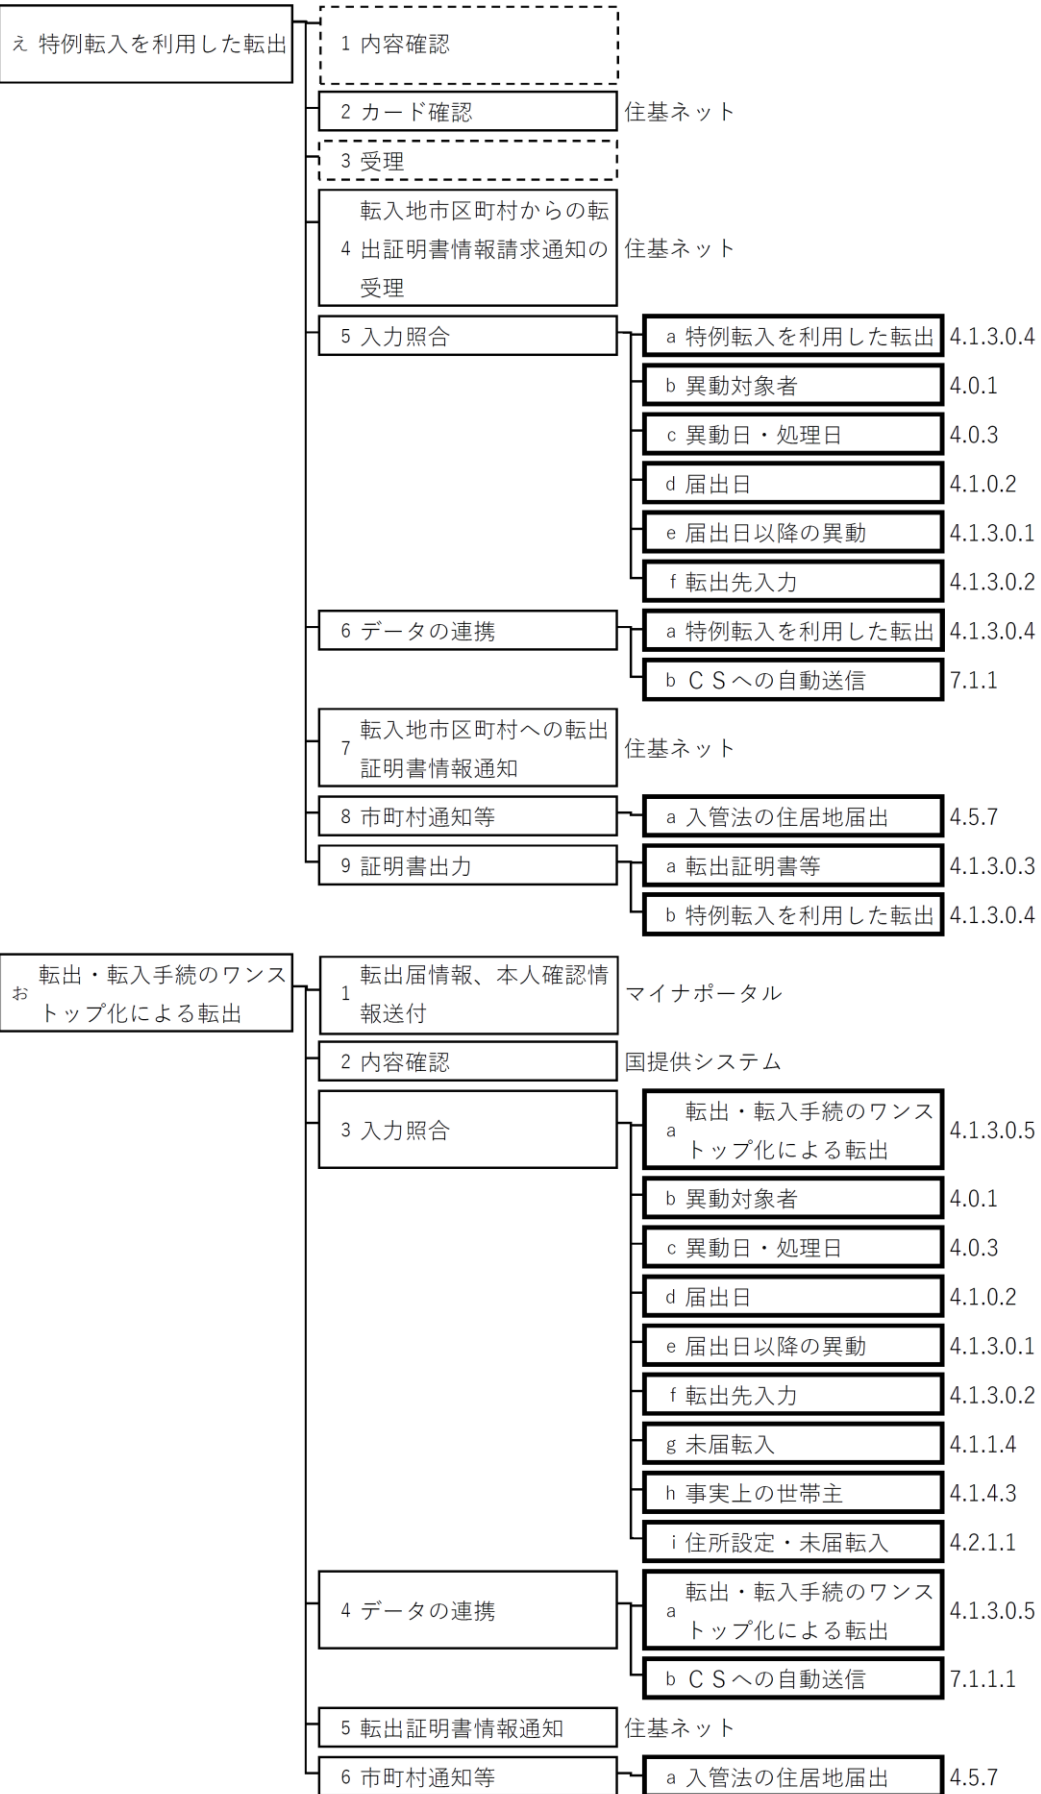 え 特例転入を利用した転出
1 内容確認
2 カード確認 住基ネット
3 受理
転入地市区町村からの転
4 出証明書情報請求通知の 住基ネット
受理
5 入力照合 a 特例転入を利用した転出 4.1.3.0.4
b 異動対象者 4.0.1
c 異動日・処理日 4.0.3
d 届出日 4.1.0.2
e 届出日以降の異動 4.1.3.0.1
f 転出先入力 4.1.3.0.2
6 データの連携 a 特例転入を利用した転出 4.1.3.0.4
b ＣＳへの自動送信 7.1.1
転入地市区町村への転出
7 住基ネット
証明書情報通知
8 市町村通知等 a 入管法の住居地届出 4.5.7
9 証明書出力 a 転出証明書等 4.1.3.0.3
b 特例転入を利用した転出 4.1.3.0.4
お
転出・転入手続のワンス
トップ化による転出
1
転出届情報、本人確認情
報送付
マイナポータル
2 内容確認 国提供システム
3 入力照合
a
転出・転入手続のワンス
トップ化による転出
4.1.3.0.5
b 異動対象者 4.0.1
c 異動日・処理日 4.0.3
d 届出日 4.1.0.2
e 届出日以降の異動 4.1.3.0.1
f 転出先入力 4.1.3.0.2
g 未届転入 4.1.1.4
h 事実上の世帯主 4.1.4.3
i 住所設定・未届転入 4.2.1.1
4 データの連携
a
転出・転入手続のワンス
トップ化による転出
4.1.3.0.5
b ＣＳへの自動送信 7.1.1.1
5 転出証明書情報通知 住基ネット
6 市町村通知等 a 入管法の住居地届出 4.5.7